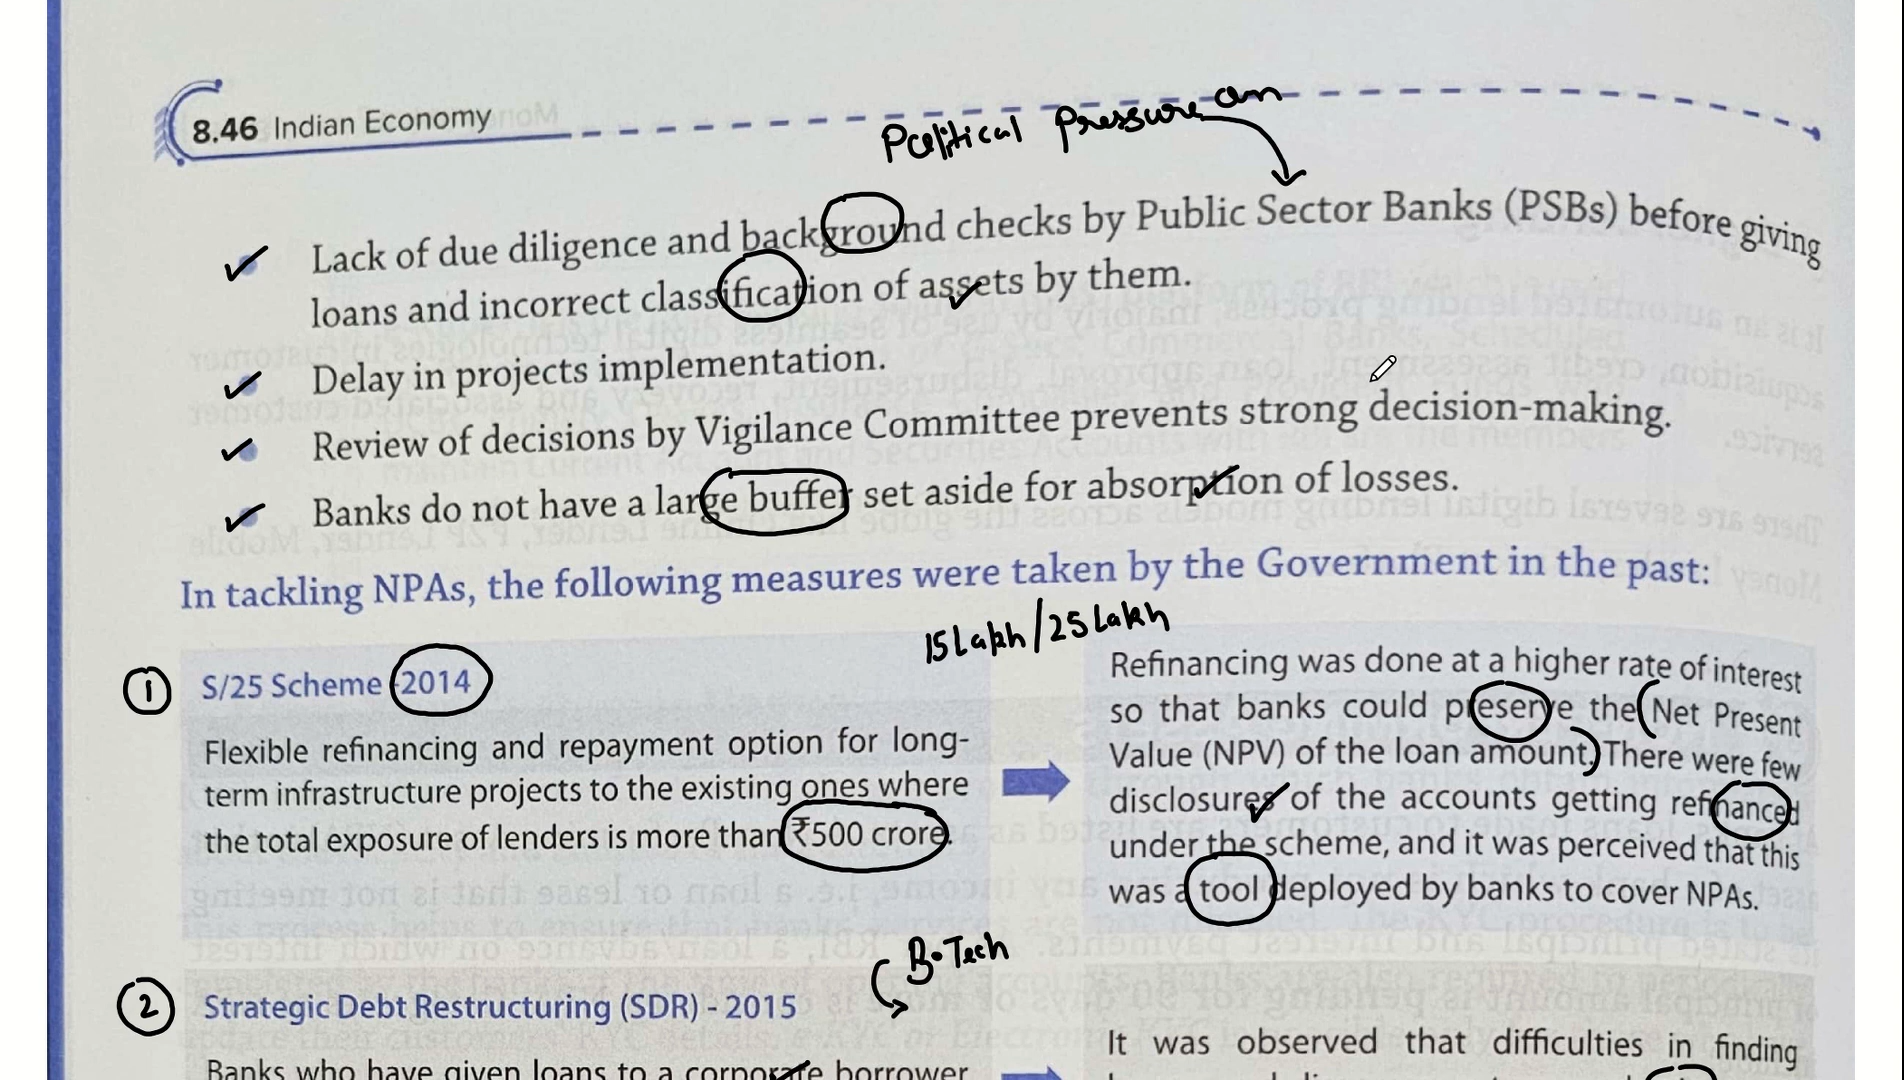 8.46 Indian Economy
Political Pressure on
Lack of due diligence and background checks by Public Sector Banks (PSBs) before giving
loans and incorrect classification of assets by them.
Delay in projects implementation.
Review of decisions by Vigilance Committee prevents strong decision-making.
Banks do not have a large buffer set aside for absorption of losses.
In tackling NPAs, the following measures were taken by the Government in the past:
15 Lakh/25 Lakh
1
S/25 Scheme - 2014
Flexible refinancing and repayment option for long-
term infrastructure projects to the existing ones where
the total exposure of lenders is more than ₹500 crore.
Refinancing was done at a higher rate of interest
so that banks could preserve the Net Present
Value (NPV) of the loan amount. There were few
disclosures of the accounts getting refinanced
under the scheme, and it was perceived that this
was a tool deployed by banks to cover NPAs.
B.Tech
2
Strategic Debt Restructuring (SDR) - 2015
Banks who have given loans to a corporate borrower
It was observed that difficulties in finding